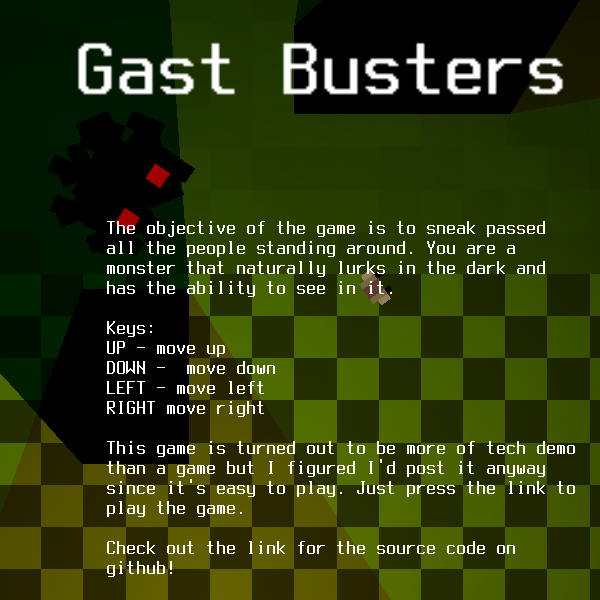 Gast Busters
The objective of the game is to sneak passed
all the people standing around. You are a
monster that naturally lurks in the dark and
has the ability to see in it.
Keys:
UP - move up
DOWN -  move down
LEFT - move left
RIGHT move right
This game is turned out to be more of tech demo
than a game but I figured I'd post it anyway
since it's easy to play. Just press the link to
play the game.
Check out the link for the source code on
github!